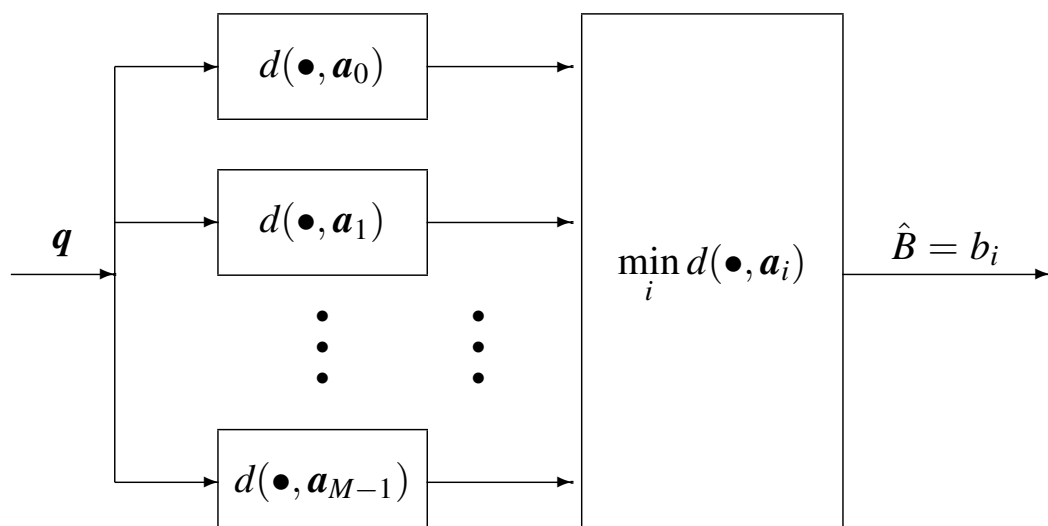 d(•, a₀)
d(•, a₁)
q
B̂ = bᵢ
min d(•, aᵢ)
i
d(•, a_{M−1})